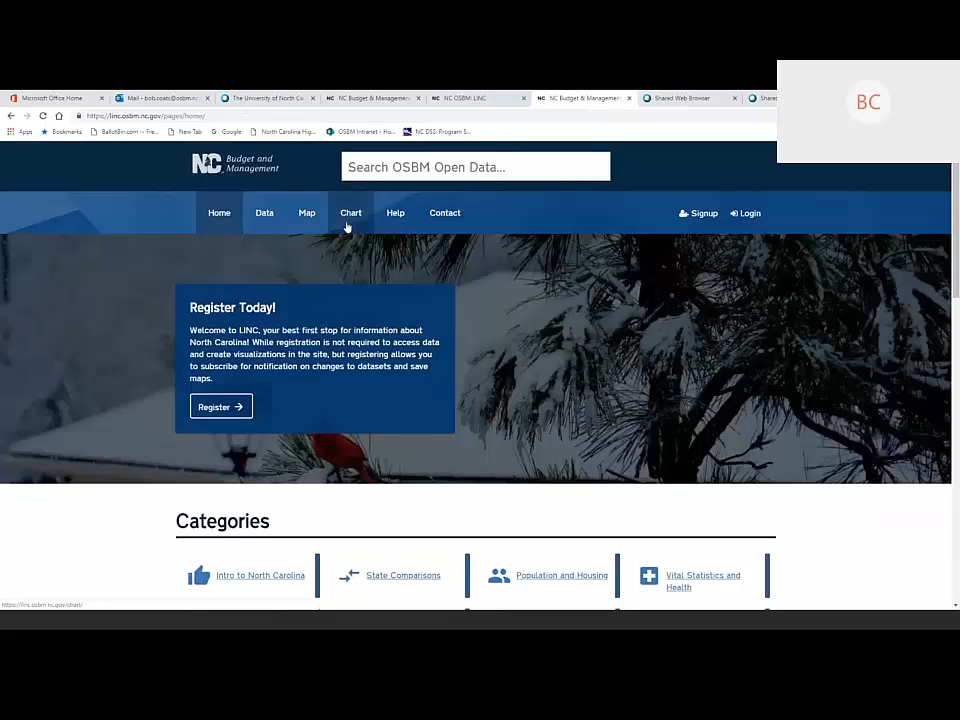 Microsoft Office Home
Mail - bob.coats@osbm.nc
The University of North Ca
NC Budget & Management
NC OSBM: LINC
NC Budget & Management
Shared Web Browser
Share
https://linc.osbm.nc.gov/pages/home/
Apps
Bookmarks
BallotBin.com -- Fre...
New Tab
Google
North Carolina Hig...
OSBM Intranet - Ho...
NC DSS: Program S...
BC
NC Budget and Management
Search OSBM Open Data...
Home
Data
Map
Chart
Help
Contact
Signup
Login
Register Today!
Welcome to LINC, your best first stop for information about
North Carolina! While registration is not required to access data
and create visualizations in the site, but registering allows you
to subscribe for notification on changes to datasets and save
maps.
Register
Categories
Intro to North Carolina
State Comparisons
Population and Housing
Vital Statistics and
Health
https://linc.osbm.nc.gov/chart/